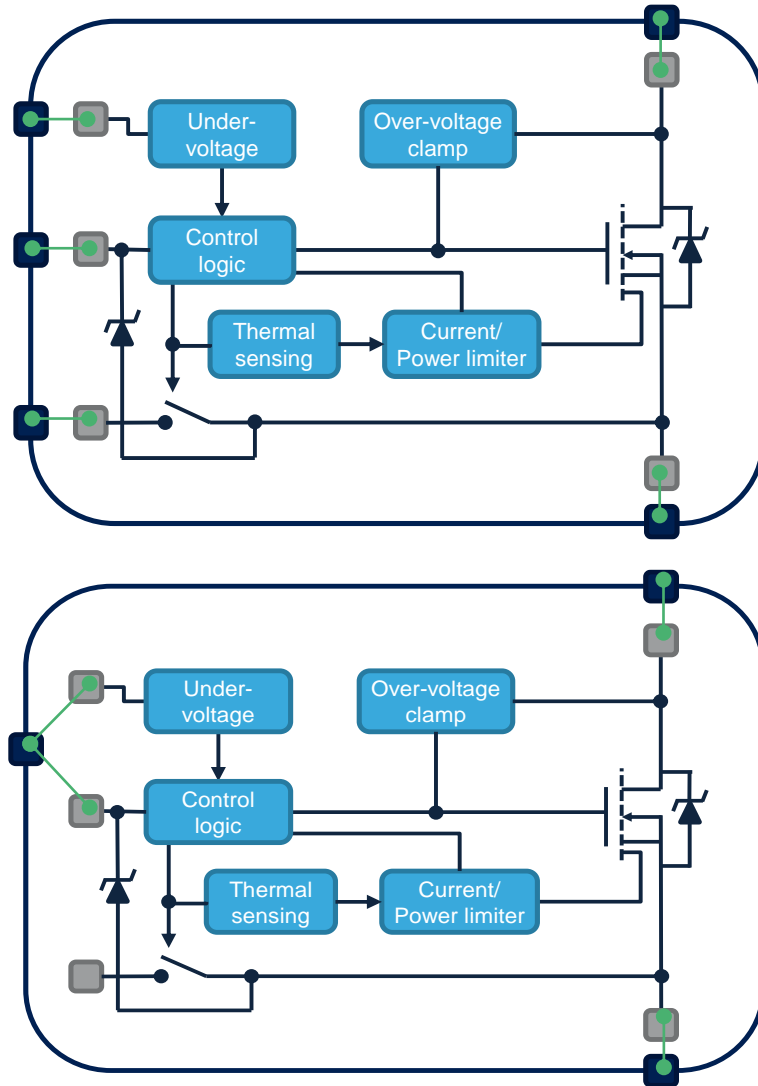 Under-
voltage
Over-voltage
clamp
Control
logic
Thermal
sensing
Current/
Power limiter
Under-
voltage
Over-voltage
clamp
Control
logic
Thermal
sensing
Current/
Power limiter